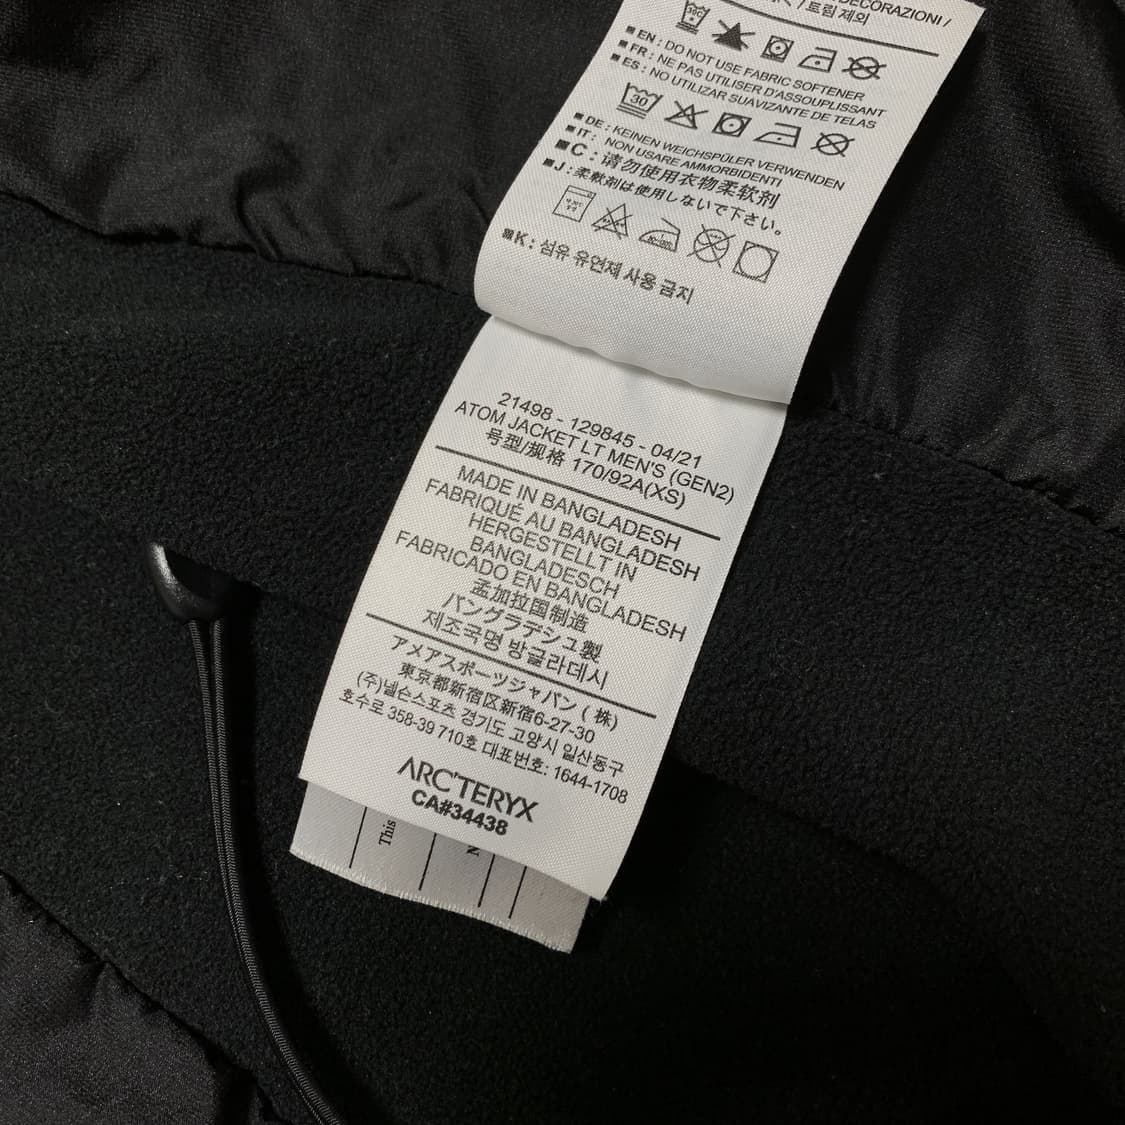 DECORAZIONI /
/ 트림 제외
30C
■ EN : DO NOT USE FABRIC SOFTENER
■ FR : NE PAS UTILISER D'ASSOUPLISSANT
■ ES : NO UTILIZAR SUAVIZANTE DE TELAS
30
■ DE : KEINEN WEICHSPÜLER VERWENDEN
■ IT : NON USARE AMMORBIDENTI
■ C : 请勿使用衣物柔软剂
■ J : 柔軟剤は使用しないで下さい。
■ K : 섬유 유연제 사용 금지
21498 - 129845 - 04/21
ATOM JACKET LT MEN'S (GEN2)
号型/规格 170/92A(XS)
MADE IN BANGLADESH
FABRIQUÉ AU BANGLADESH
HERGESTELLT IN
BANGLADESCH
FABRICADO EN BANGLADESH
孟加拉国制造
バングラデシュ製
제조국명 방글라데시
アメアスポーツジャパン ( 株)
東京都新宿区新宿6-27-30
(주)넬슨스포츠 경기도 고양시 일산동구
호수로 358-39 710호 대표번호: 1644-1708
ARC'TERYX
CA#34438
This
N